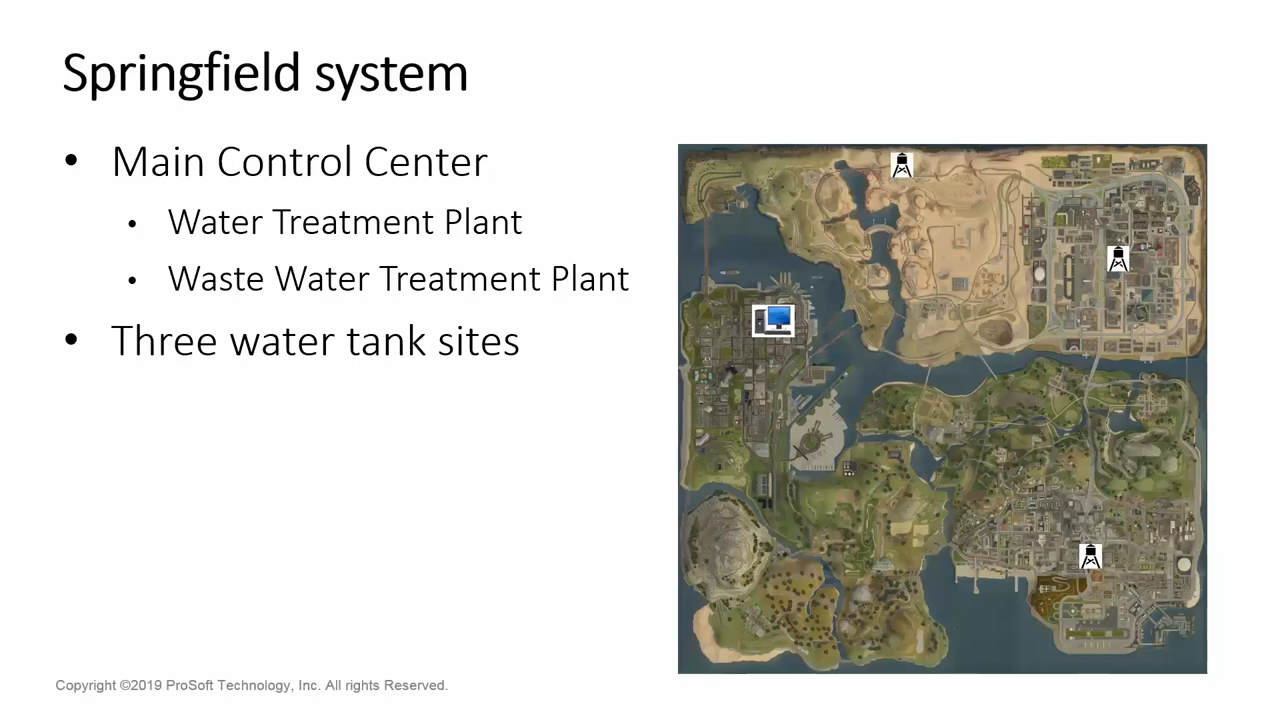 Springfield system
• Main Control Center
• Water Treatment Plant
• Waste Water Treatment Plant
• Three water tank sites
Copyright ©2019 ProSoft Technology, Inc. All rights Reserved.